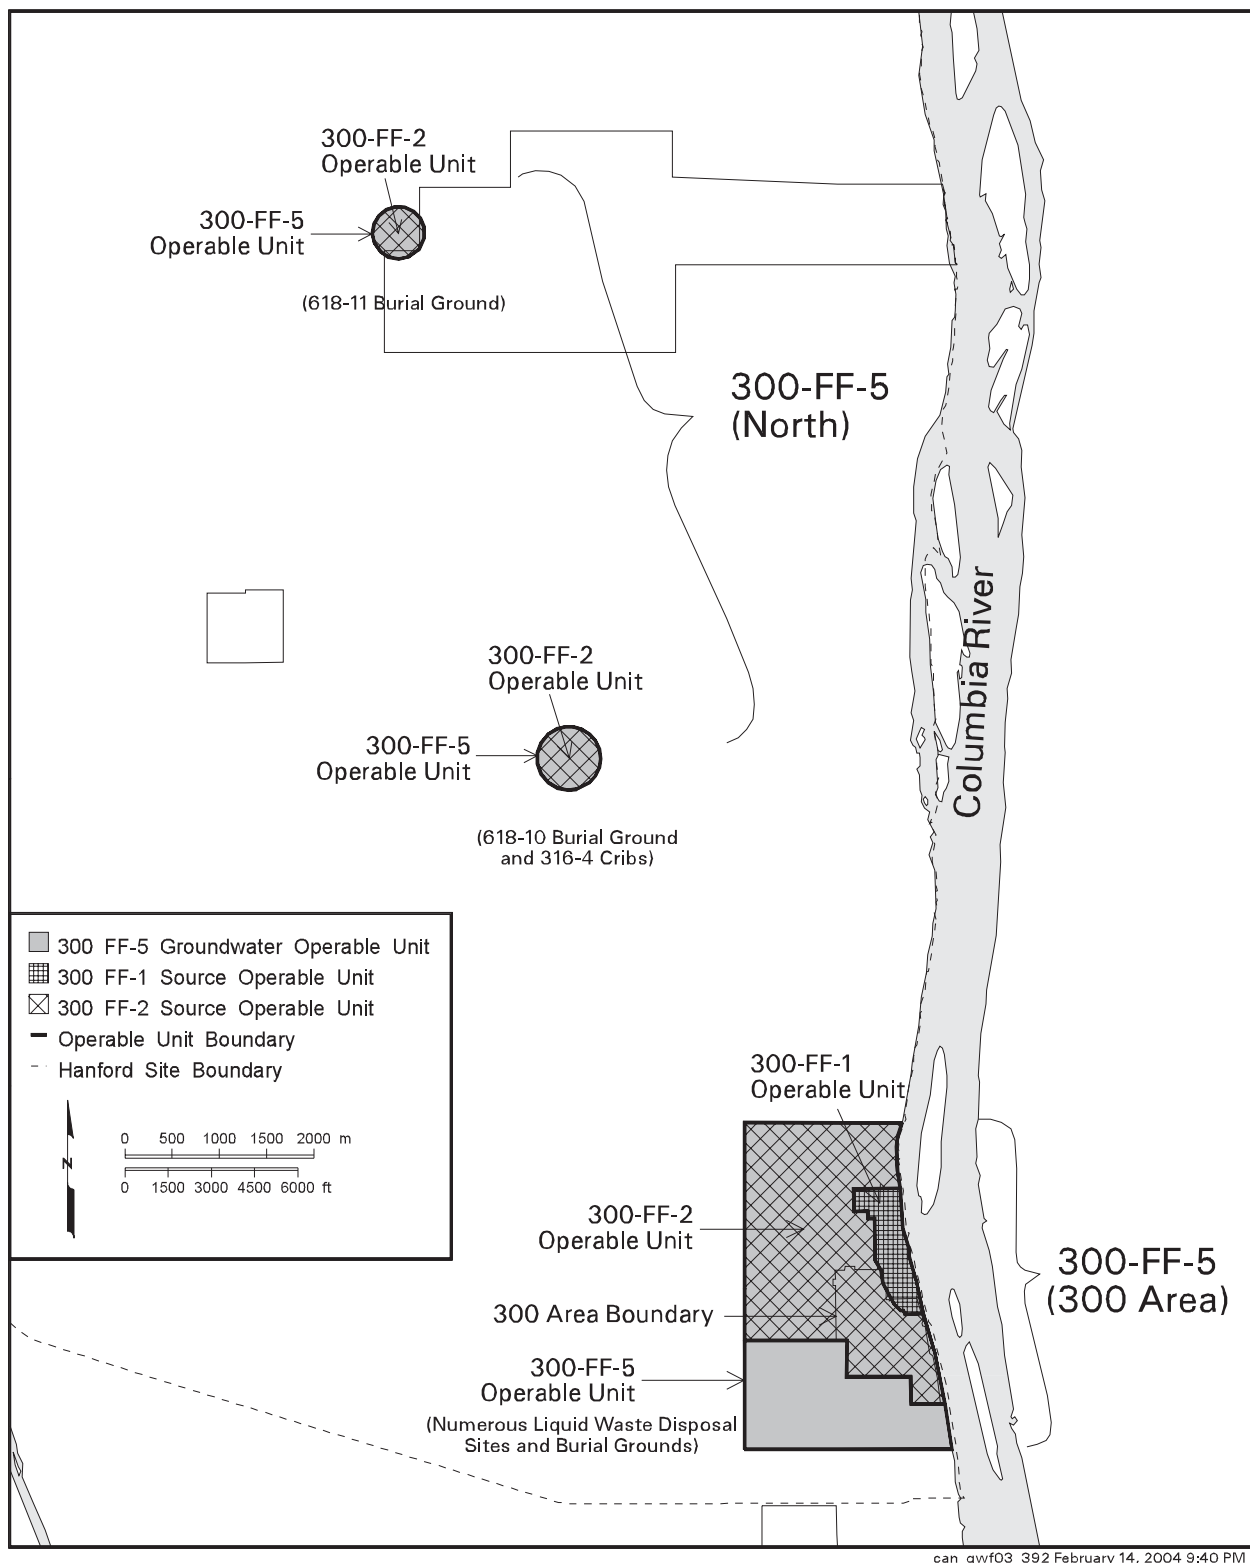 300-FF-2
Operable Unit
300-FF-5
Operable Unit
(618-11 Burial Ground)
300-FF-5
(North)
Columbia River
300-FF-2
Operable Unit
300-FF-5
Operable Unit
(618-10 Burial Ground
and 316-4 Cribs)
300 FF-5 Groundwater Operable Unit
300 FF-1 Source Operable Unit
300 FF-2 Source Operable Unit
Operable Unit Boundary
Hanford Site Boundary
N
0 500 1000 1500 2000 m
0 1500 3000 4500 6000 ft
300-FF-1
Operable Unit
300-FF-2
Operable Unit
300 Area Boundary
300-FF-5
Operable Unit
(Numerous Liquid Waste Disposal
Sites and Burial Grounds)
300-FF-5
(300 Area)
can_gwf03_392 February 14, 2004 9:40 PM